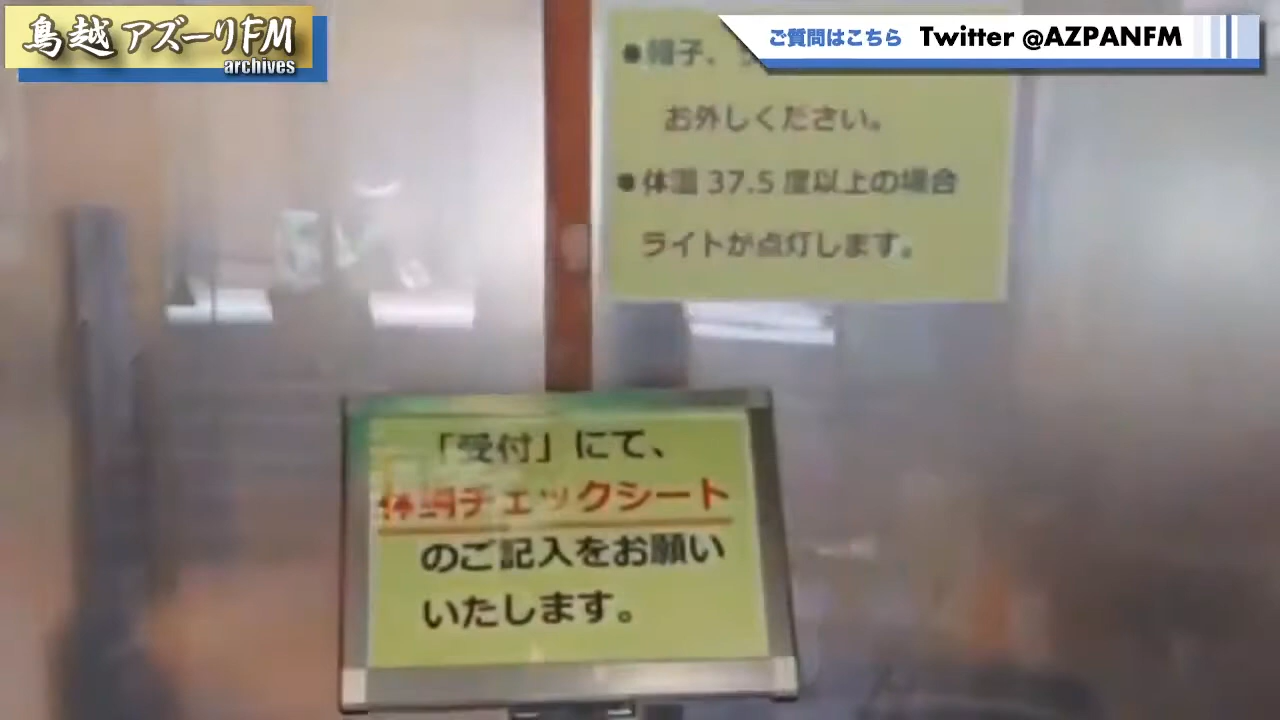 鳥越アズーリFM
archives
ご質問はこちら Twitter @AZPANFM
●帽子、
お外しください。
●体温 37.5 度以上の場合
ライトが点灯します。
「受付」にて、
体調チェックシート
のご記入をお願い
いたします。